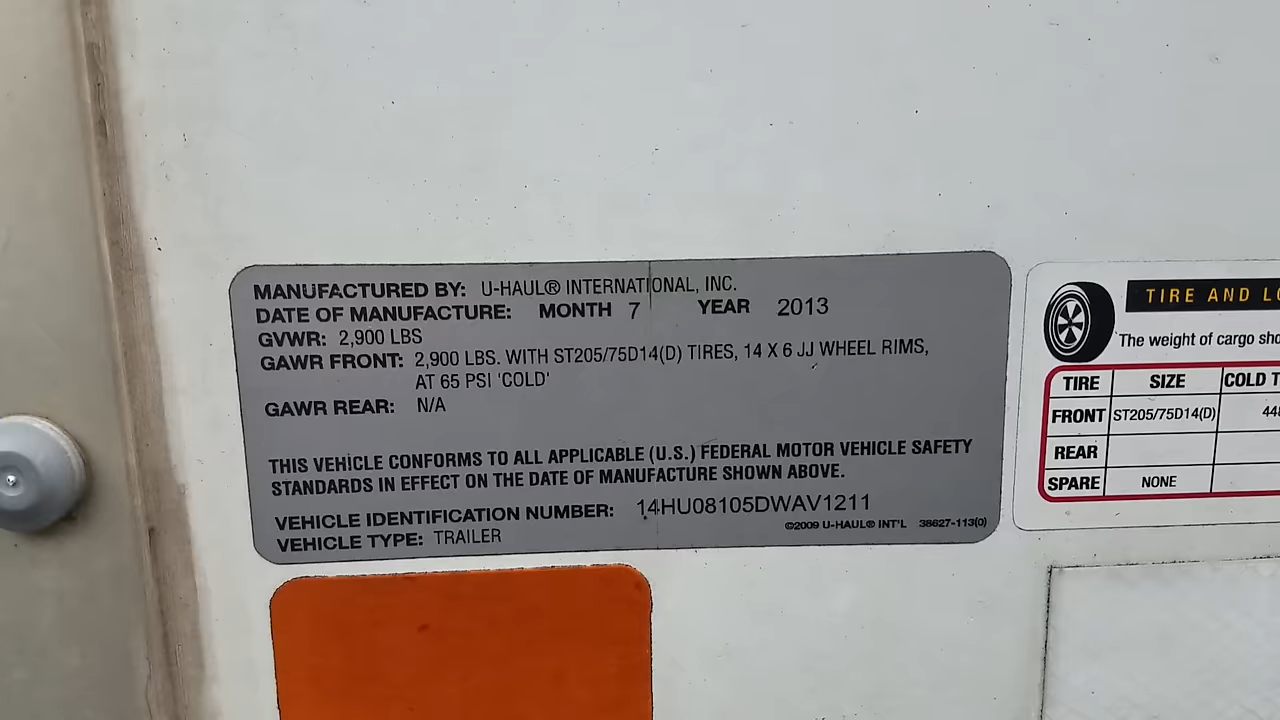 MANUFACTURED BY: U-HAUL® INTERNATIONAL, INC.
DATE OF MANUFACTURE: MONTH 7 YEAR 2013
GVWR: 2,900 LBS
GAWR FRONT: 2,900 LBS. WITH ST205/75D14(D) TIRES, 14 X 6 JJ WHEEL RIMS,
AT 65 PSI 'COLD'
GAWR REAR: N/A
THIS VEHICLE CONFORMS TO ALL APPLICABLE (U.S.) FEDERAL MOTOR VEHICLE SAFETY
STANDARDS IN EFFECT ON THE DATE OF MANUFACTURE SHOWN ABOVE.
VEHICLE IDENTIFICATION NUMBER: 14HU08105DWAV1211
©2009 U-HAUL® INT'L 38627-113(0)
VEHICLE TYPE: TRAILER
TIRE AND LO
The weight of cargo sho
TIRE SIZE COLD T
FRONT ST205/75D14(D) 448
REAR
SPARE NONE